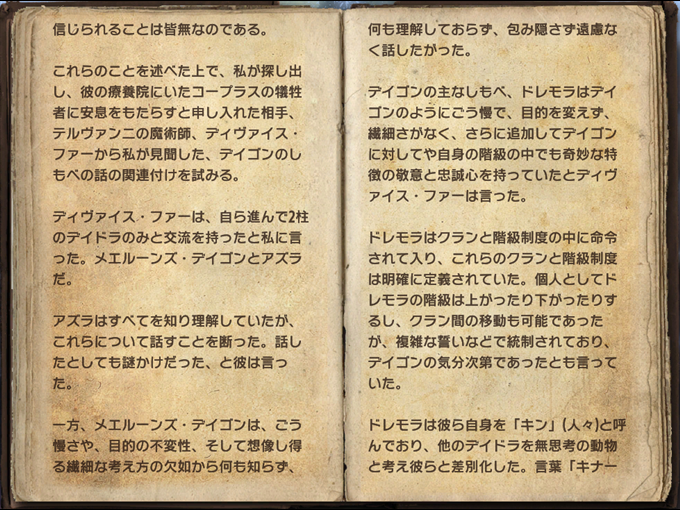 信じられることは皆無なのである。
これらのことを述べた上で、私が探し出
し、彼の療養院にいたコープラスの犠牲
者に安息をもたらすと申し入れた相手、
テルヴァンニの魔術師、ディヴァイス・
ファーから私が見聞した、デイゴンのし
もべの話の関連付けを試みる。
ディヴァイス・ファーは、自ら進んで2柱
のデイドラのみと交流を持ったと私に言
った。メエルーンズ・デイゴンとアズラ
だ。
アズラはすべてを知り理解していたが、
これらについて話すことを断った。話し
たとしても謎かけだった、と彼は言っ
た。
一方、メエルーンズ・デイゴンは、ごう
慢さや、目的の不変性、そして想像し得
る繊細な考え方の欠如から何も知らず、
何も理解しておらず、包み隠さず遠慮な
く話したがった。
デイゴンの主なしもべ、ドレモラはデイ
ゴンのようにごう慢で、目的を変えず、
繊細さがなく、さらに追加してデイゴン
に対してや自身の階級の中でも奇妙な特
徴の敬意と忠誠心を持っていたとディヴ
ァイス・ファーは言った。
ドレモラはクランと階級制度の中に命令
されて入り、これらのクランと階級制度
は明確に定義されていた。個人としてド
レモラの階級は上がったり下がったりす
るし、クラン間の移動も可能であった
が、複雑な誓いなどで統制されており、
デイゴンの気分次第であったとも言って
いた。
ドレモラは彼ら自身を「キン」(人々)と呼
んでおり、他のデイドラを無思考の動物
と考え彼らと差別化した。言葉「キナー